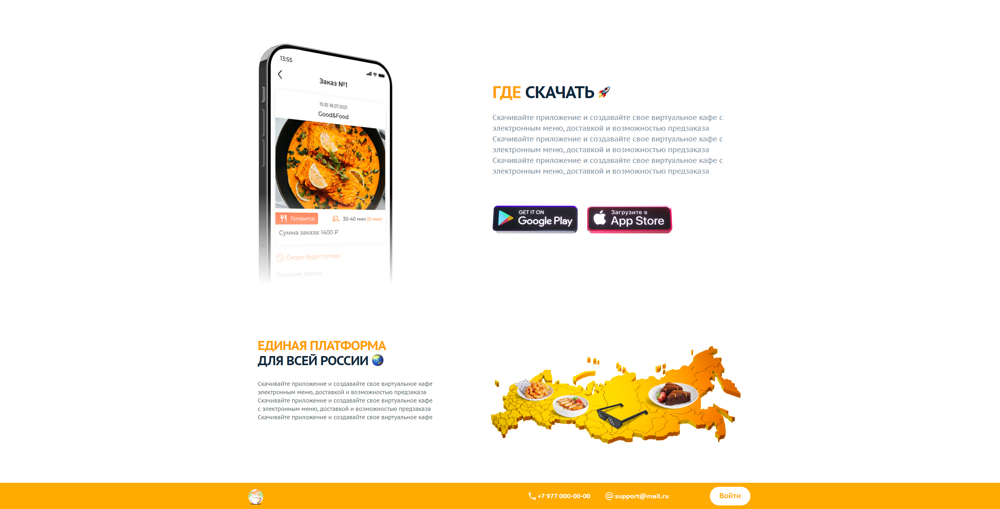 13:55
Заказ №1
15:35 18.07.2021
Good&Food
Готовится
30-40 мин (0 мин)
Сумма заказа: 1400 ₽
Скоро будет готово
Позиции заказа:
ГДЕ СКАЧАТЬ 🚀
Скачивайте приложение и создавайте свое виртуальное кафе с
электронным меню, доставкой и возможностью предзаказа
Скачивайте приложение и создавайте свое виртуальное кафе с
электронным меню, доставкой и возможностью предзаказа
Скачивайте приложение и создавайте свое виртуальное кафе с
электронным меню, доставкой и возможностью предзаказа
GET IT ON
Google Play
Загрузите в
App Store
ЕДИНАЯ ПЛАТФОРМА
ДЛЯ ВСЕЙ РОССИИ 🌏
Скачивайте приложение и создавайте свое виртуальное кафе
электронным меню, доставкой и возможностью предзаказа
Скачивайте приложение и создавайте свое виртуальное кафе
с электронным меню, доставкой и возможностью предзаказа
Скачивайте приложение и создавайте свое виртуальное кафе
+7 977 000-00-00
support@mail.ru
Войти